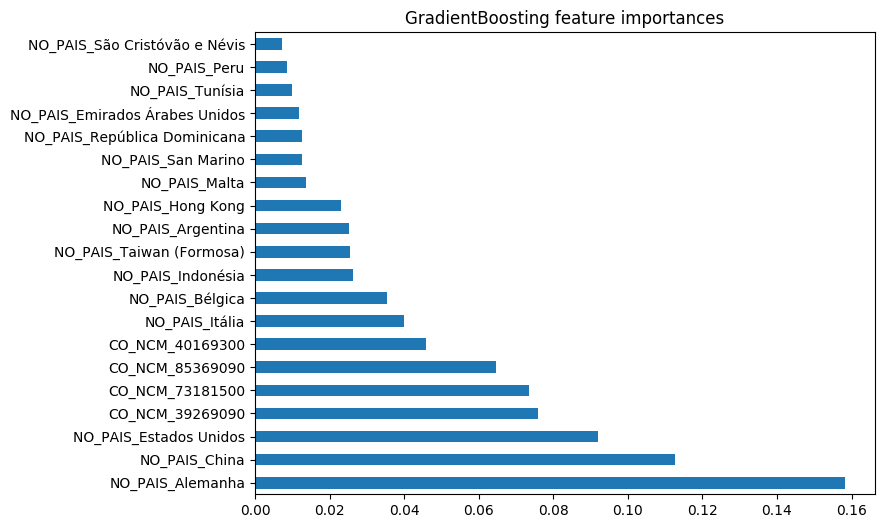 GradientBoosting feature importances
NO_PAIS_São Cristóvão e Névis
NO_PAIS_Peru
NO_PAIS_Tunísia
NO_PAIS_Emirados Árabes Unidos
NO_PAIS_República Dominicana
NO_PAIS_San Marino
NO_PAIS_Malta
NO_PAIS_Hong Kong
NO_PAIS_Argentina
NO_PAIS_Taiwan (Formosa)
NO_PAIS_Indonésia
NO_PAIS_Bélgica
NO_PAIS_Itália
CO_NCM_40169300
CO_NCM_85369090
CO_NCM_73181500
CO_NCM_39269090
NO_PAIS_Estados Unidos
NO_PAIS_China
NO_PAIS_Alemanha
0.00 0.02 0.04 0.06 0.08 0.10 0.12 0.14 0.16